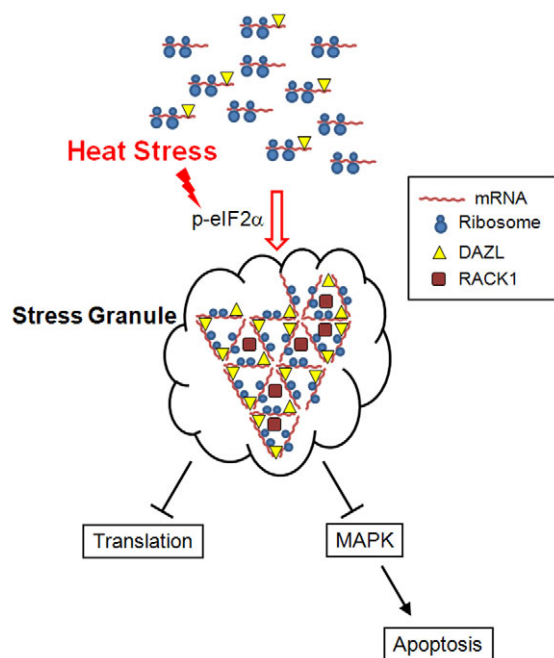 Heat Stress
p-eIF2α
mRNA
Ribosome
DAZL
RACK1
Stress Granule
Translation
MAPK
Apoptosis